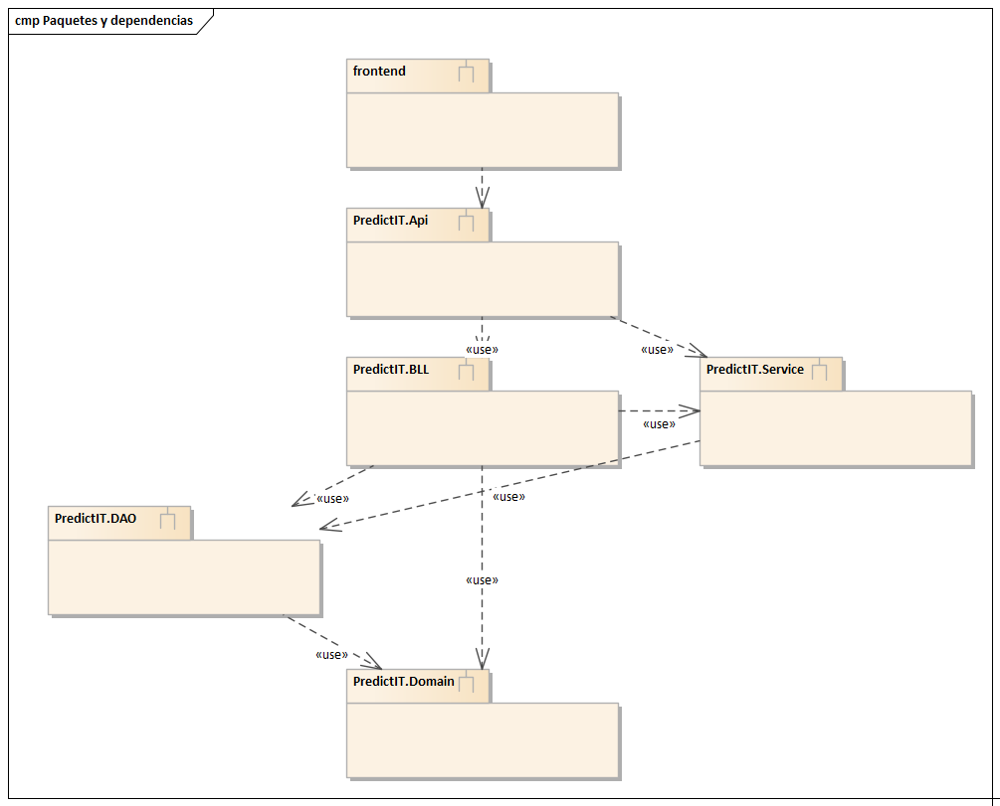 cmp Paquetes y dependencias
frontend
PredictIT.Api
«use»
«use»
PredictIT.BLL
PredictIT.Service
«use»
«use»
«use»
PredictIT.DAO
«use»
«use»
PredictIT.Domain